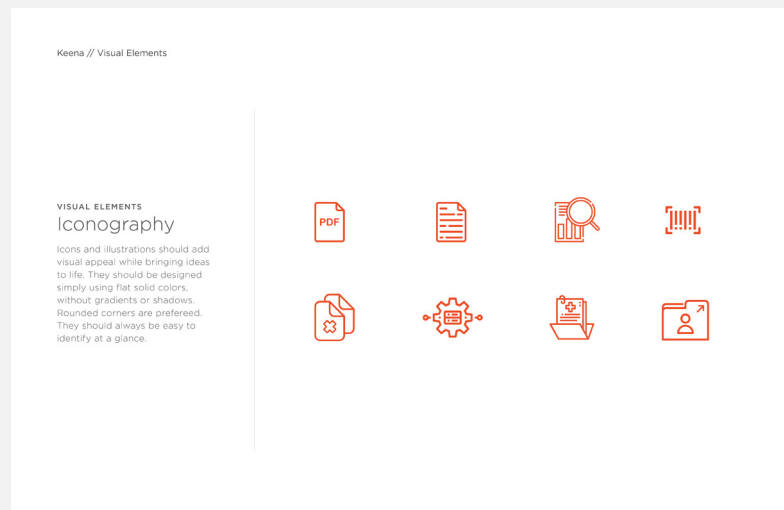 Keena // Visual Elements
VISUAL ELEMENTS
Iconography
Icons and illustrations should add
visual appeal while bringing ideas
to life. They should be designed
simply using flat solid colors,
without gradients or shadows.
Rounded corners are prefereed.
They should always be easy to
identify at a glance.
PDF